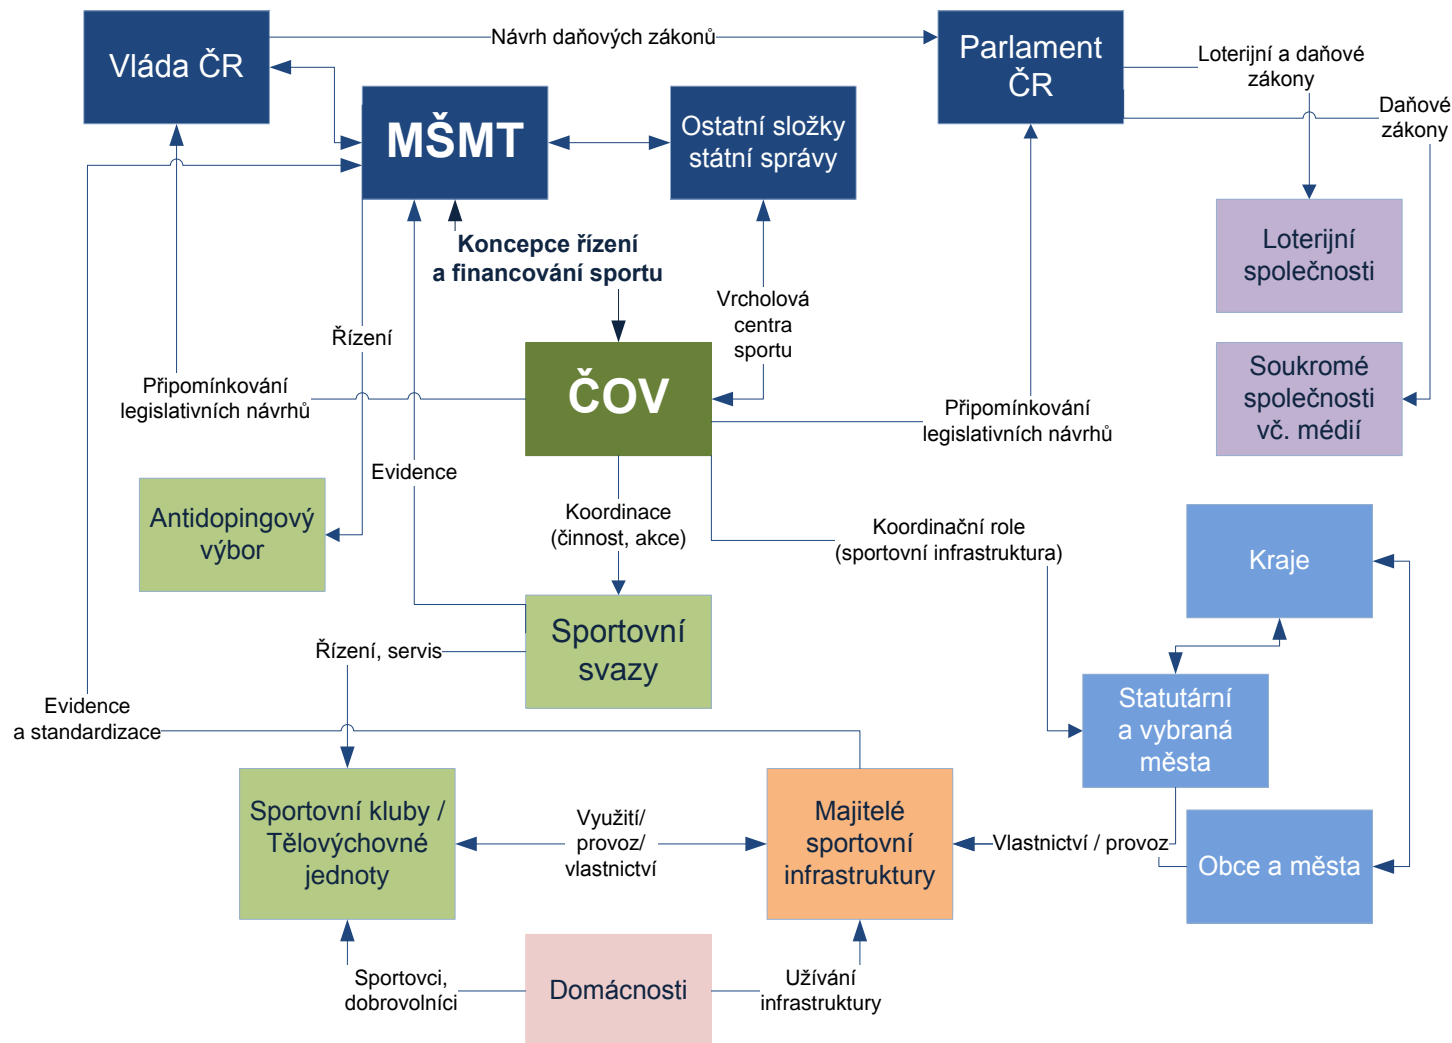 Vláda ČR
Návrh daňových zákonů
Parlament
ČR
Loterijní a daňové
zákony
Daňové
zákony
MŠMT
Ostatní složky
státní správy
Koncepce řízení
a financování sportu
Loterijní
společnosti
Vrcholová
centra
sportu
Řízení
Připomínkování
legislativních návrhů
ČOV
Připomínkování
legislativních návrhů
Soukromé
společnosti
vč. médií
Evidence
Antidopingový
výbor
Koordinace
(činnost, akce)
Koordinační role
(sportovní infrastruktura)
Kraje
Sportovní
svazy
Řízení, servis
Evidence
a standardizace
Statutární
a vybraná
města
Sportovní kluby /
Tělovýchovné
jednoty
Využití/
provoz/
vlastnictví
Majitelé
sportovní
infrastruktury
Vlastnictví / provoz
Obce a města
Sportovci,
dobrovolníci
Domácnosti
Užívání
infrastruktury